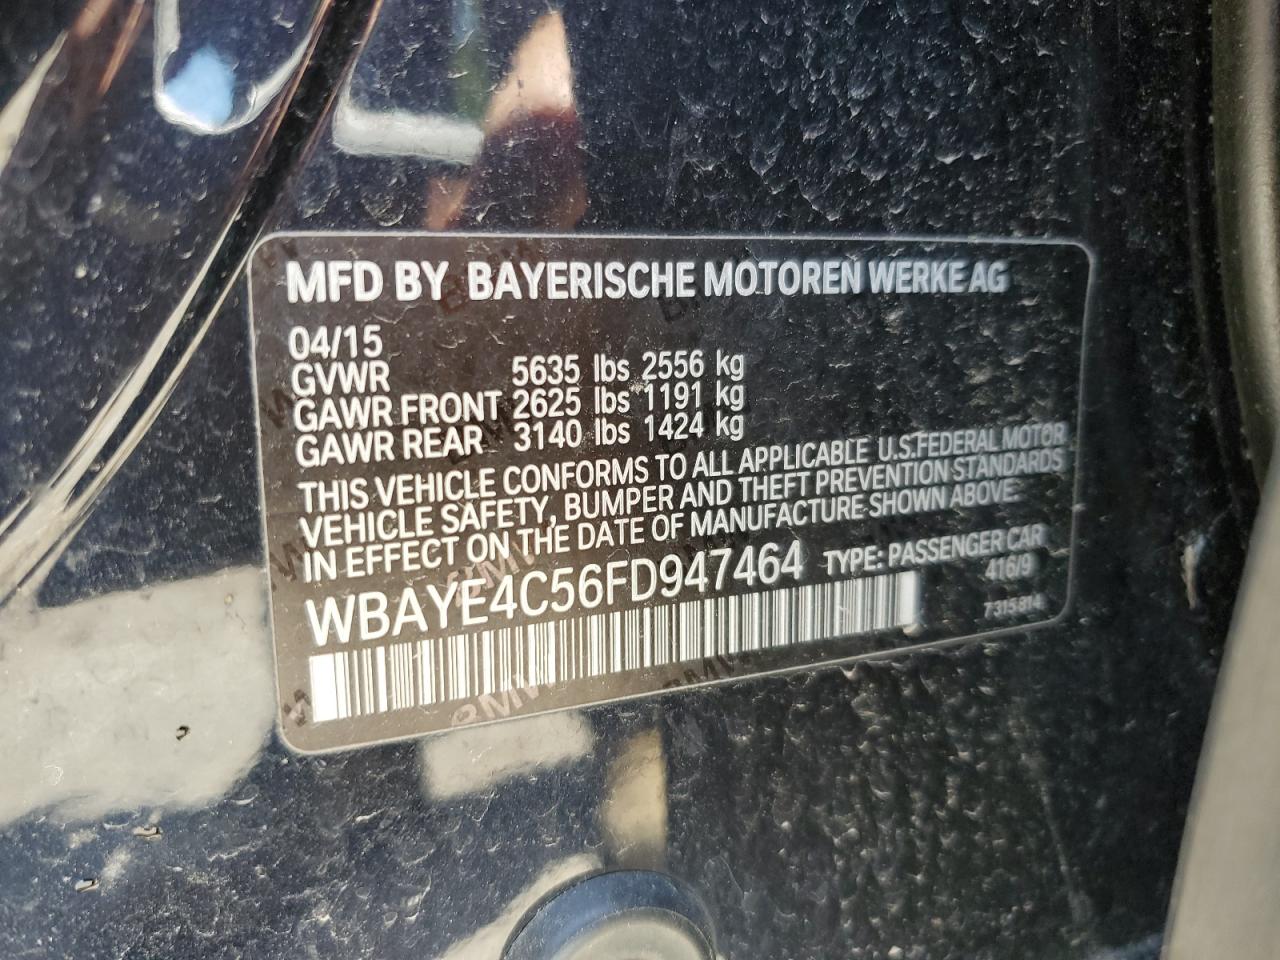 MFD BY BAYERISCHE MOTOREN WERKE AG
04/15
GVWR 5635 lbs 2556 kg
GAWR FRONT 2625 lbs 1191 kg
GAWR REAR 3140 lbs 1424 kg
THIS VEHICLE CONFORMS TO ALL APPLICABLE U.S.FEDERAL MOTOR
VEHICLE SAFETY, BUMPER AND THEFT PREVENTION STANDARDS
IN EFFECT ON THE DATE OF MANUFACTURE SHOWN ABOVE.
WBAYE4C56FD947464 TYPE: PASSENGER CAR
416/9
7315814
BMW
BMW